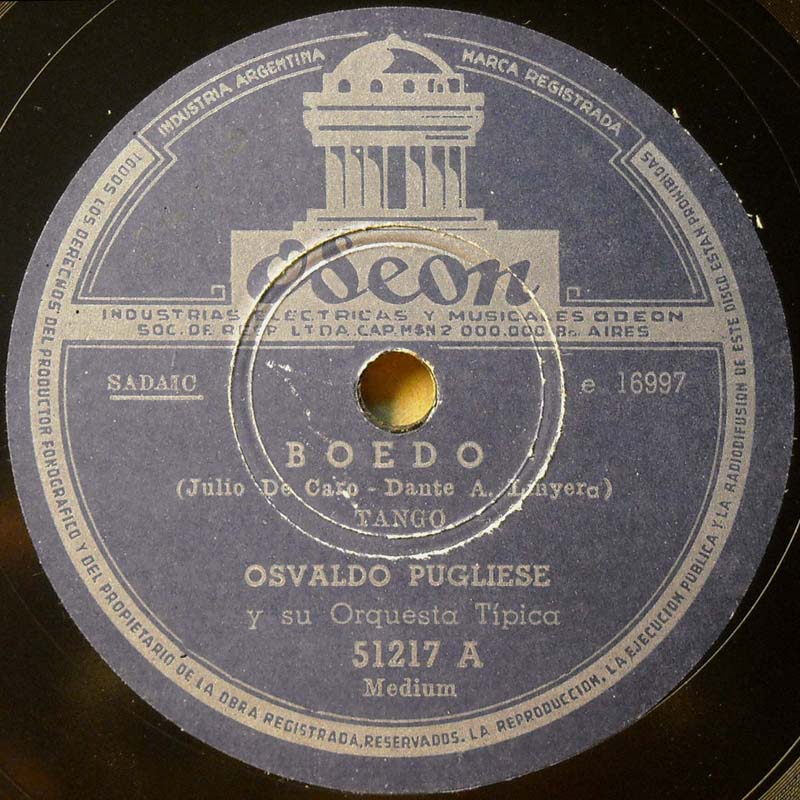 INDUSTRIA ARGENTINA
MARCA REGISTRADA
Odeon
INDUSTRIAS ELECTRICAS Y MUSICALES ODEON
SOC. DE RESP. LTDA. CAP. M$N 2 000.000 Bs AIRES
SADAIC
e 16997
BOEDO
(Julio De Caro - Dante A. Linyera)
TANGO
OSVALDO PUGLIESE
y su Orquesta Típica
51217 A
Medium
TODOS LOS DERECHOS DEL PRODUCTOR FONOGRAFICO Y DEL PROPIETARIO DE LA OBRA REGISTRADA, RESERVADOS. LA REPRODUCCION, LA EJECUCION PUBLICA Y LA RADIODIFUSION DE ESTE DISCO ESTAN PROHIBIDAS